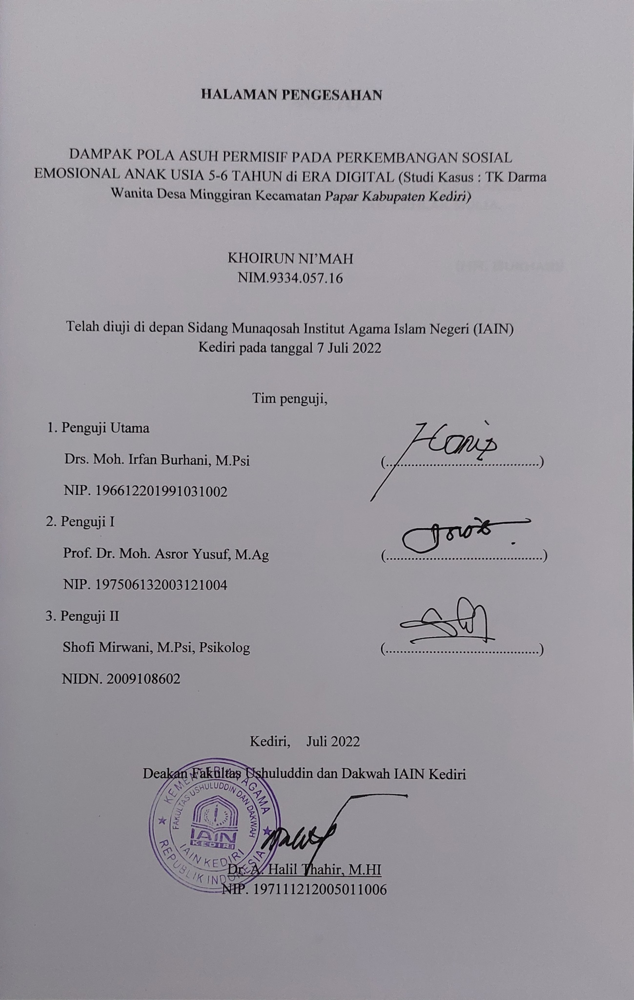 HALAMAN PENGESAHAN
DAMPAK POLA ASUH PERMISIF PADA PERKEMBANGAN SOSIAL
EMOSIONAL ANAK USIA 5-6 TAHUN di ERA DIGITAL (Studi Kasus : TK Darma
Wanita Desa Minggiran Kecamatan Papar Kabupaten Kediri)
KHOIRUN NI’MAH
NIM.9334.057.16
Telah diuji di depan Sidang Munaqosah Institut Agama Islam Negeri (IAIN)
Kediri pada tanggal 7 Juli 2022
Tim penguji,
1. Penguji Utama
Drs. Moh. Irfan Burhani, M.Psi (..........................................)
NIP. 196612201991031002
2. Penguji I
Prof. Dr. Moh. Asror Yusuf, M.Ag (...........................................)
NIP. 197506132003121004
3. Penguji II
Shofi Mirwani, M.Psi, Psikolog (..........................................)
NIDN. 2009108602
Kediri, Juli 2022
Deakan Fakultas Ushuluddin dan Dakwah IAIN Kediri
KEMENTERIAN AGAMA
FAKULTAS USHULUDDIN DAN DAKWAH
IAIN
KEDIRI
IAIN KEDIRI
REPUBLIK INDONESIA
Dr. A. Halil Thahir, M.HI
NIP. 197111212005011006